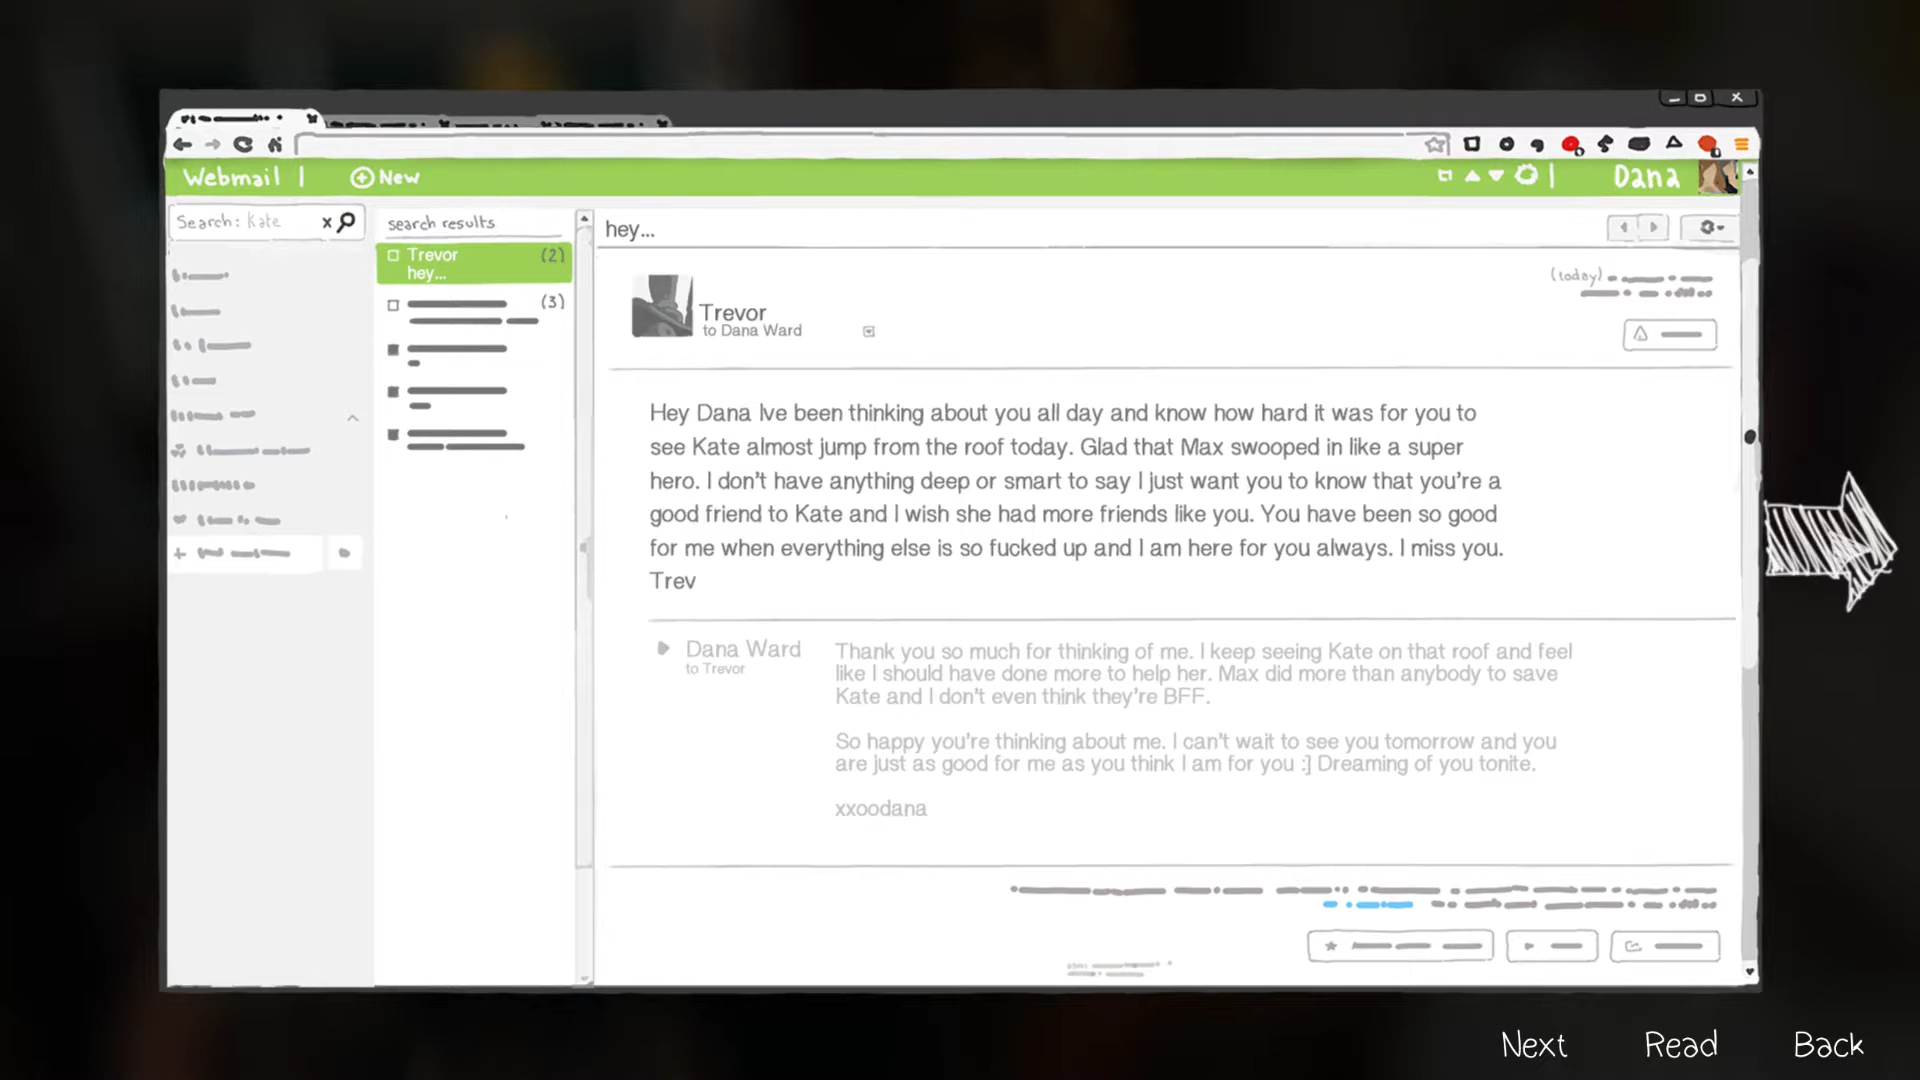 Webmail | New
Dana
Search: Kate x
search results
Trevor (2)
hey...
(3)
hey...
(today)
Trevor
to Dana Ward
Hey Dana Ive been thinking about you all day and know how hard it was for you to
see Kate almost jump from the roof today. Glad that Max swooped in like a super
hero. I don't have anything deep or smart to say I just want you to know that you're a
good friend to Kate and I wish she had more friends like you. You have been so good
for me when everything else is so fucked up and I am here for you always. I miss you.
Trev
Dana Ward
to Trevor
Thank you so much for thinking of me. I keep seeing Kate on that roof and feel
like I should have done more to help her. Max did more than anybody to save
Kate and I don't even think they're BFF.
So happy you're thinking about me. I can't wait to see you tomorrow and you
are just as good for me as you think I am for you :] Dreaming of you tonite.
xxoodana
Next Read Back